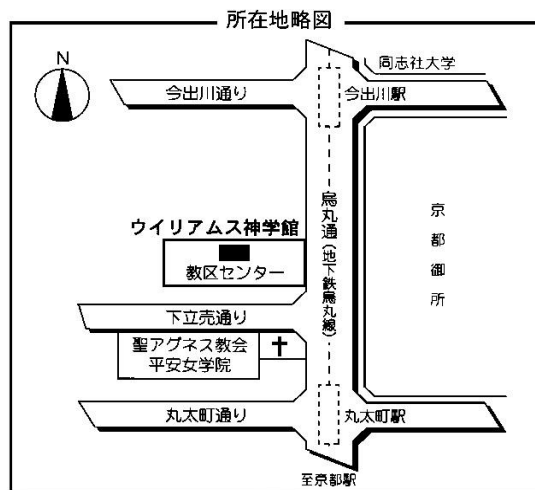 所在地略図
N
同志社大学
今出川通り
今出川駅
烏丸通(地下鉄烏丸線)
京都御所
ウイリアムス神学館
教区センター
下立売通り
聖アグネス教会
平安女学院
丸太町通り
丸太町駅
至京都駅